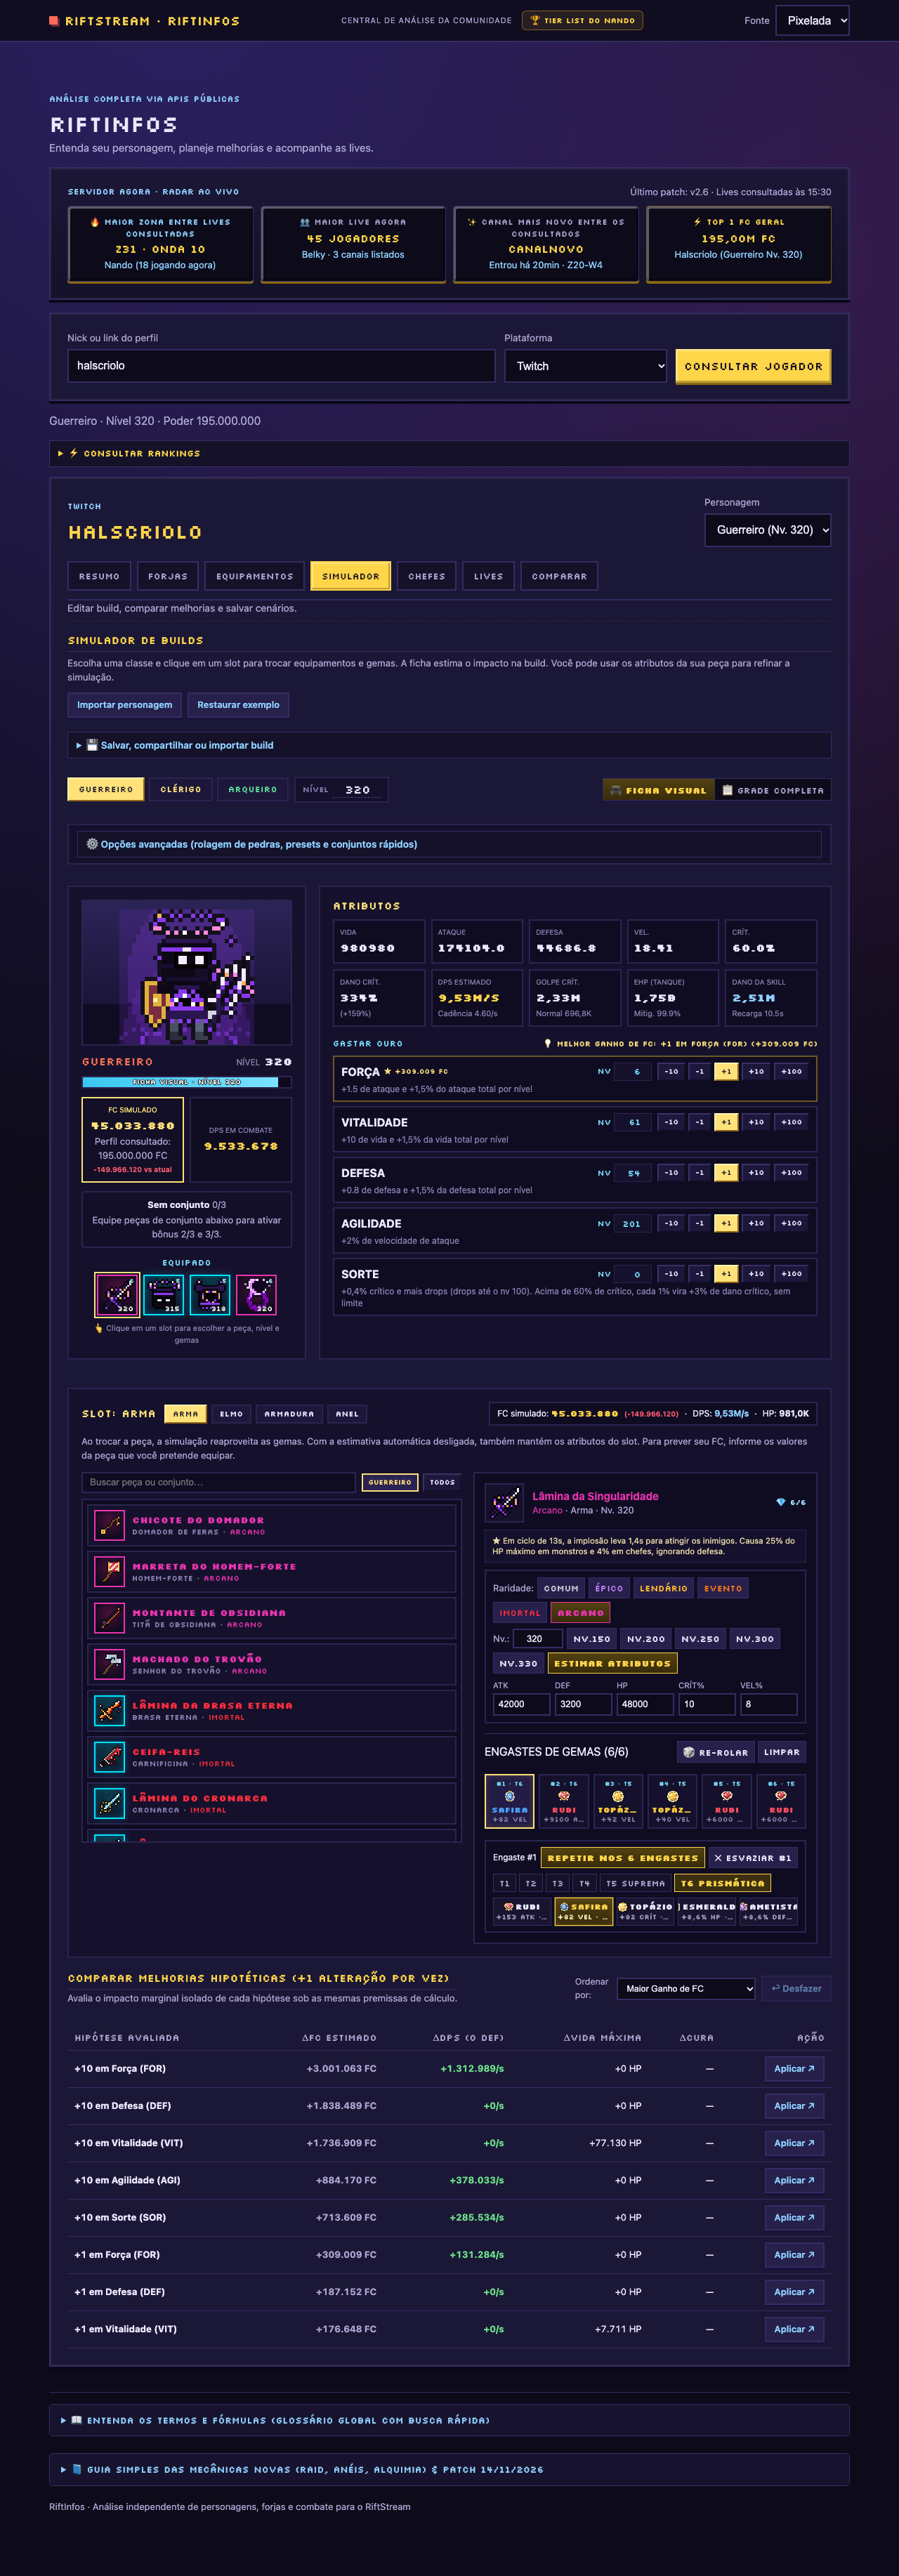 RIFTSTREAM · RIFTINFOS
CENTRAL DE ANÁLISE DA COMUNIDADE
🏆 TIER LIST DO NANDO
Fonte
Pixelada
ANÁLISE COMPLETA VIA APIS PÚBLICAS
RIFTINFOS
Entenda seu personagem, planeje melhorias e acompanhe as lives.
SERVIDOR AGORA · RADAR AO VIVO
Último patch: v2.6 · Lives consultadas às 15:30
🔥 MAIOR ZONA ENTRE LIVES
CONSULTADAS
Z31 · ONDA 10
Nando (18 jogando agora)
👥 MAIOR LIVE AGORA
45 JOGADORES
Belky · 3 canais listados
✨ CANAL MAIS NOVO ENTRE OS
CONSULTADOS
CANALNOVO
Entrou há 20min · Z20-W4
⚡ TOP 1 FC GERAL
195,00M FC
Halscriolo (Guerreiro Nv. 320)
Nick ou link do perfil
halscriolo
Plataforma
Twitch
CONSULTAR JOGADOR
Guerreiro · Nível 320 · Poder 195.000.000
▸ ⚡ CONSULTAR RANKINGS
TWITCH
HALSCRIOLO
Personagem
Guerreiro (Nv. 320)
RESUMO
FORJAS
EQUIPAMENTOS
SIMULADOR
CHEFES
LIVES
COMPARAR
Editar build, comparar melhorias e salvar cenários.
SIMULADOR DE BUILDS
Escolha uma classe e clique em um slot para trocar equipamentos e gemas. A ficha estima o impacto na build. Você pode usar os atributos da sua peça para refinar a
simulação.
Importar personagem
Restaurar exemplo
▸ 💾 Salvar, compartilhar ou importar build
GUERREIRO
CLÉRIGO
ARQUEIRO
NÍVEL 320
🎮 FICHA VISUAL
📋 GRADE COMPLETA
⚙️ Opções avançadas (rolagem de pedras, presets e conjuntos rápidos)
GUERREIRO
NÍVEL 320
FICHA VISUAL · NÍVEL 320
FC SIMULADO
45.033.880
Perfil consultado:
195.000.000 FC
-149.966.120 vs atual
DPS EM COMBATE
9.533.678
Sem conjunto 0/3
Equipe peças de conjunto abaixo para ativar
bônus 2/3 e 3/3.
EQUIPADO
320
315
318
320
👆 Clique em um slot para escolher a peça, nível e
gemas
ATRIBUTOS
VIDA
980980
ATAQUE
174104.0
DEFESA
44686.8
VEL.
18.41
CRÍT.
60.0%
DANO CRÍT.
334%
(+159%)
DPS ESTIMADO
9,53M/S
Cadência 4.60/s
GOLPE CRÍT.
2,33M
Normal 696,8K
EHP (TANQUE)
1,75B
Mitig. 99.9%
DANO DA SKILL
2,51M
Recarga 10.5s
GASTAR OURO
💡 MELHOR GANHO DE FC: +1 EM FORÇA (FOR) (+309.009 FC)
FORÇA ★ +309.009 FC
+1.5 de ataque e +1,5% do ataque total por nível
NV 6 -10 -1 +1 +10 +100
VITALIDADE
+10 de vida e +1,5% da vida total por nível
NV 61 -10 -1 +1 +10 +100
DEFESA
+0.8 de defesa e +1,5% da defesa total por nível
NV 54 -10 -1 +1 +10 +100
AGILIDADE
+2% de velocidade de ataque
NV 201 -10 -1 +1 +10 +100
SORTE
+0,4% crítico e mais drops (drops até o nv 100). Acima de 60% de crítico, cada 1% vira +3% de dano crítico, sem
limite
NV 0 -10 -1 +1 +10 +100
SLOT: ARMA
ARMA
ELMO
ARMADURA
ANEL
FC simulado: 45.033.880 (-149.966.120) · DPS: 9,53M/s · HP: 981,0K
Ao trocar a peça, a simulação reaproveita as gemas. Com a estimativa automática desligada, também mantém os atributos do slot. Para prever seu FC, informe os valores
da peça que você pretende equipar.
Buscar peça ou conjunto...
GUERREIRO
TODOS
CHICOTE DO DOMADOR
DOMADOR DE FERAS · ARCANO
MARRETA DO HOMEM-FORTE
HOMEM-FORTE · ARCANO
MONTANTE DE OBSIDIANA
TITÃ DE OBSIDIANA · ARCANO
MACHADO DO TROVÃO
SENHOR DO TROVÃO · ARCANO
LÂMINA DA BRASA ETERNA
BRASA ETERNA · IMORTAL
CEIFA-REIS
CARNIFICINA · IMORTAL
LÂMINA DO CRONARCA
CRONARCA · IMORTAL
Lâmina da Singularidade
Arcano · Arma · Nv. 320
💎 6/6
★ Em ciclo de 13s, a implosão leva 1,4s para atingir os inimigos. Causa 25% do
HP máximo em monstros e 4% em chefes, ignorando defesa.
Raridade: COMUM ÉPICO LENDÁRIO EVENTO
IMORTAL ARCANO
Nv.: 320 NV.150 NV.200 NV.250 NV.300
NV.330 ESTIMAR ATRIBUTOS
ATK DEF HP CRÍT% VEL%
42000 3200 48000 10 8
ENGASTES DE GEMAS (6/6)
🎲 RE-ROLAR
LIMPAR
#1 · T6
SAFIRA
+82 VEL
#2 · T6
RUBI
+9100 A...
#3 · T5
TOPÁZ...
+42 VEL
#4 · T5
TOPÁZ...
+40 VEL
#5 · T5
RUBI
+6000 ...
#6 · T5
RUBI
+6000 ...
Engaste #1 REPETIR NOS 6 ENGASTES ✕ ESVAZIAR #1
T1 T2 T3 T4 T5 SUPREMA T6 PRISMÁTICA
RUBI
+153 ATK ·...
SAFIRA
+82 VEL · ...
TOPÁZIO
+82 CRÍT ·...
ESMERALD
+8,6% HP ·...
AMETISTA
+8,6% DEF...
COMPARAR MELHORIAS HIPOTÉTICAS (+1 ALTERAÇÃO POR VEZ)
Avalia o impacto marginal isolado de cada hipótese sob as mesmas premissas de cálculo.
Ordenar
por:
Maior Ganho de FC
↩ Desfazer
HIPÓTESE AVALIADA ΔFC ESTIMADO ΔDPS (0 DEF) ΔVIDA MÁXIMA ΔCURA AÇÃO
+10 em Força (FOR) +3.001.063 FC +1.312.989/s +0 HP — Aplicar ↗
+10 em Defesa (DEF) +1.838.489 FC +0/s +0 HP — Aplicar ↗
+10 em Vitalidade (VIT) +1.736.909 FC +0/s +77.130 HP — Aplicar ↗
+10 em Agilidade (AGI) +884.170 FC +378.033/s +0 HP — Aplicar ↗
+10 em Sorte (SOR) +713.609 FC +285.534/s +0 HP — Aplicar ↗
+1 em Força (FOR) +309.009 FC +131.284/s +0 HP — Aplicar ↗
+1 em Defesa (DEF) +187.152 FC +0/s +0 HP — Aplicar ↗
+1 em Vitalidade (VIT) +176.648 FC +0/s +7.711 HP — Aplicar ↗
▸ 📖 ENTENDA OS TERMOS E FÓRMULAS (GLOSSÁRIO GLOBAL COM BUSCA RÁPIDA)
▸ 📘 GUIA SIMPLES DAS MECÂNICAS NOVAS (RAID, ANÉIS, ALQUIMIA) & PATCH 14/11/2026
RiftInfos · Análise independente de personagens, forjas e combate para o RiftStream